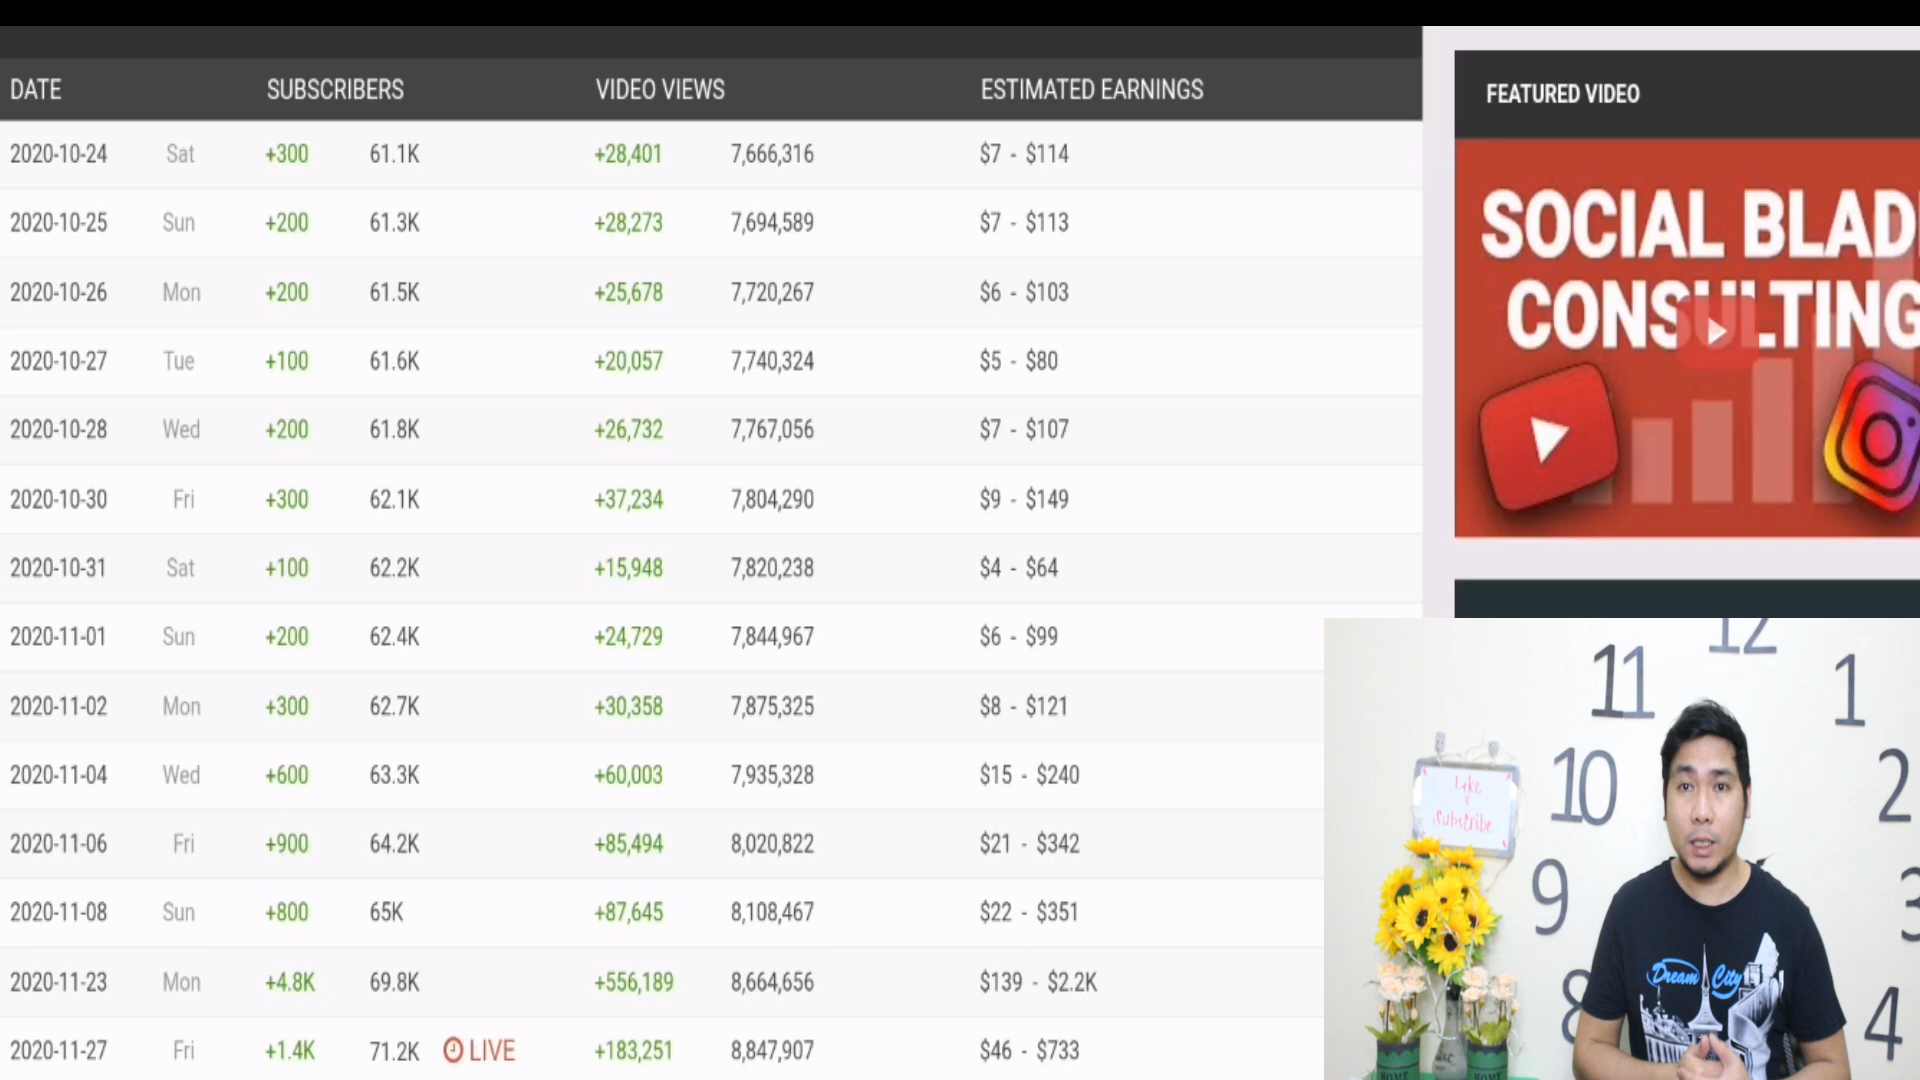 DATE SUBSCRIBERS VIDEO VIEWS ESTIMATED EARNINGS
2020-10-24 Sat +300 61.1K +28,401 7,666,316 $7 - $114
2020-10-25 Sun +200 61.3K +28,273 7,694,589 $7 - $113
2020-10-26 Mon +200 61.5K +25,678 7,720,267 $6 - $103
2020-10-27 Tue +100 61.6K +20,057 7,740,324 $5 - $80
2020-10-28 Wed +200 61.8K +26,732 7,767,056 $7 - $107
2020-10-30 Fri +300 62.1K +37,234 7,804,290 $9 - $149
2020-10-31 Sat +100 62.2K +15,948 7,820,238 $4 - $64
2020-11-01 Sun +200 62.4K +24,729 7,844,967 $6 - $99
2020-11-02 Mon +300 62.7K +30,358 7,875,325 $8 - $121
2020-11-04 Wed +600 63.3K +60,003 7,935,328 $15 - $240
2020-11-06 Fri +900 64.2K +85,494 8,020,822 $21 - $342
2020-11-08 Sun +800 65K +87,645 8,108,467 $22 - $351
2020-11-23 Mon +4.8K 69.8K +556,189 8,664,656 $139 - $2.2K
2020-11-27 Fri +1.4K 71.2K LIVE +183,251 8,847,907 $46 - $733
FEATURED VIDEO
SOCIAL BLAD
CONSULTING
12
11
1
10
2
9
3
8
4
Like
&
Subscribe
Dream City
HOME
HOME